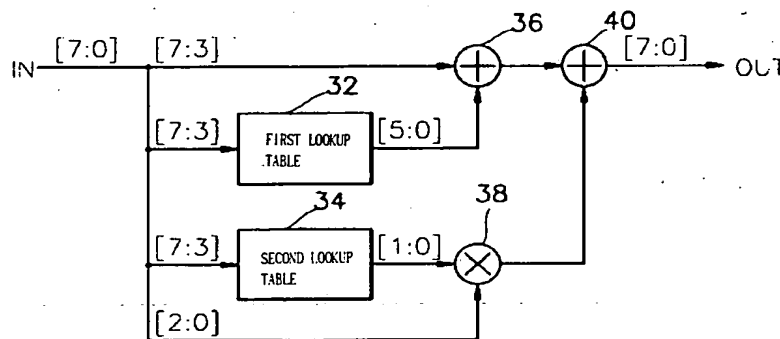 36
40
[7:0]
[7:3]
[7:0]
IN
OUT
32
[7:3]
FIRST LOOKUP
TABLE
[5:0]
34
38
[7:3]
SECOND LOOKUP
TABLE
[1:0]
[2:0]